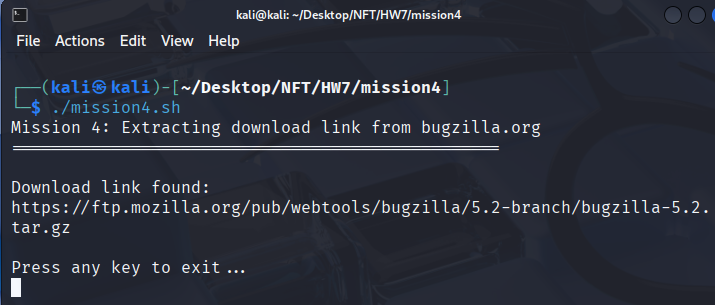 kali@kali: ~/Desktop/NFT/HW7/mission4
File Actions Edit View Help
┌──(kali㉿kali)-[~/Desktop/NFT/HW7/mission4]
└─$ ./mission4.sh
Mission 4: Extracting download link from bugzilla.org
=================================================
Download link found:
https://ftp.mozilla.org/pub/webtools/bugzilla/5.2-branch/bugzilla-5.2.
tar.gz
Press any key to exit...